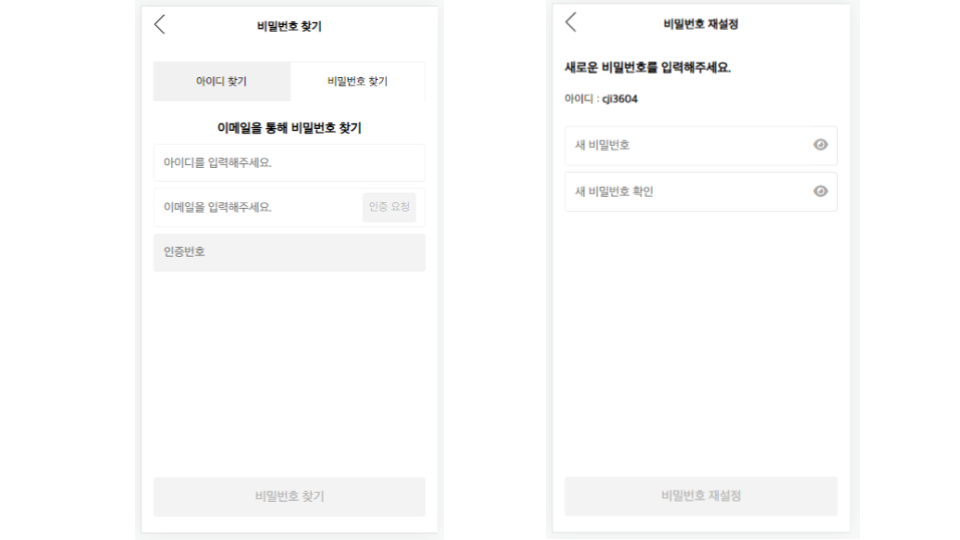 비밀번호 찾기
아이디 찾기
비밀번호 찾기
이메일을 통해 비밀번호 찾기
아이디를 입력해주세요.
이메일을 입력해주세요.
인증 요청
인증번호
비밀번호 찾기
비밀번호 재설정
새로운 비밀번호를 입력해주세요.
아이디 : cji3604
새 비밀번호
새 비밀번호 확인
비밀번호 재설정